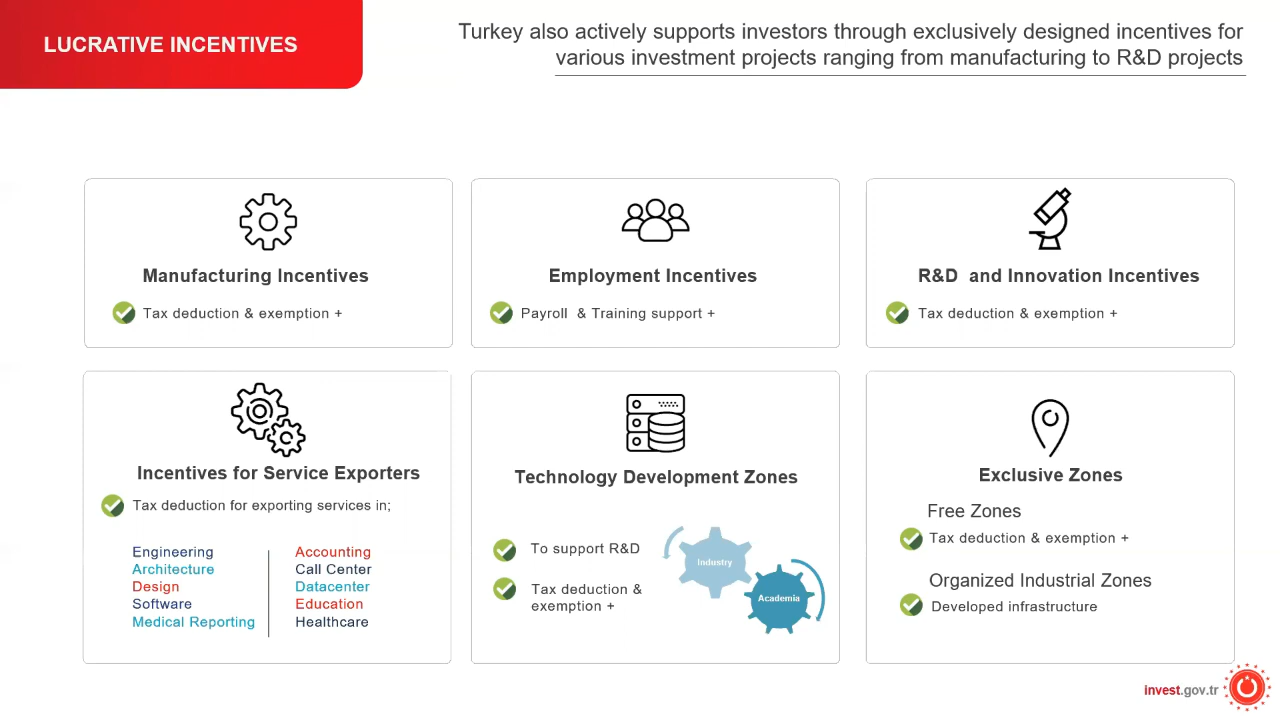 LUCRATIVE INCENTIVES
Turkey also actively supports investors through exclusively designed incentives for
various investment projects ranging from manufacturing to R&D projects
Manufacturing Incentives
Tax deduction & exemption +
Employment Incentives
Payroll & Training support +
R&D and Innovation Incentives
Tax deduction & exemption +
Incentives for Service Exporters
Tax deduction for exporting services in;
Engineering
Architecture
Design
Software
Medical Reporting
Accounting
Call Center
Datacenter
Education
Healthcare
Technology Development Zones
To support R&D
Tax deduction &
exemption +
Industry
Academia
Exclusive Zones
Free Zones
Tax deduction & exemption +
Organized Industrial Zones
Developed infrastructure
invest.gov.tr